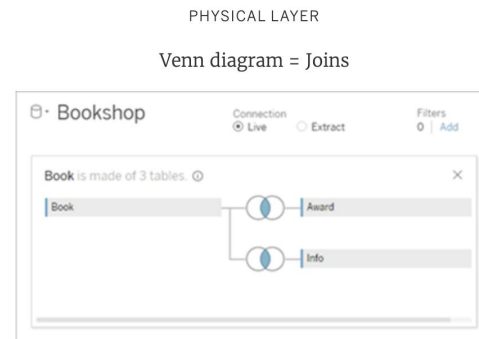 PHYSICAL LAYER
Venn diagram = Joins
Bookshop
Connection
Live Extract
Filters
0 | Add
Book is made of 3 tables.
Book
Award
Info